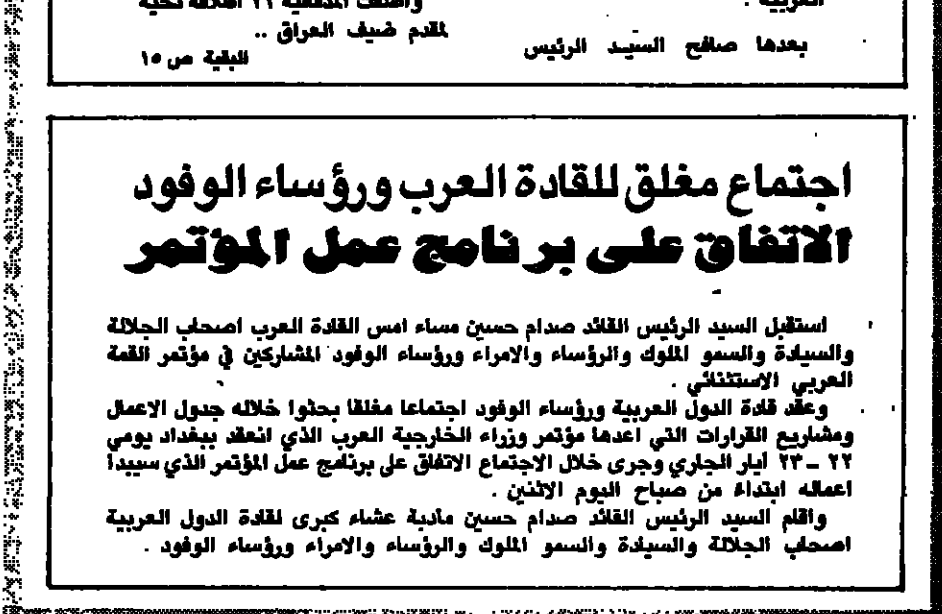 العربية .
بعدها صافح السيد الرئيس
واطلقت المدفعية ٢١ اطلاقة تحية
لمقدم ضيف العراق ..
البقية ص ١٥
اجتماع مغلق للقادة العرب ورؤساء الوفود
الاتفاق على برنامج عمل المؤتمر
استقبل السيد الرئيس القائد صدام حسين مساء امس القادة العرب اصحاب الجلالة
والسيادة والسمو الملوك والرؤساء والامراء ورؤساء الوفود المشاركين في مؤتمر القمة
العربي الاستثنائي .
وعقد قادة الدول العربية ورؤساء الوفود اجتماعا مغلقا بحثوا خلاله جدول الاعمال
ومشاريع القرارات التي اعدها مؤتمر وزراء الخارجية العرب الذي انعقد ببغداد يومي
٢٢ ـ ٢٣ أيار الجاري وجرى خلال الاجتماع الاتفاق على برنامج عمل المؤتمر الذي سيبدأ
اعماله ابتداء من صباح اليوم الاثنين .
واقام السيد الرئيس القائد صدام حسين مأدبة عشاء كبرى لقادة الدول العربية
اصحاب الجلالة والسيادة والسمو الملوك والرؤساء والامراء ورؤساء الوفود .